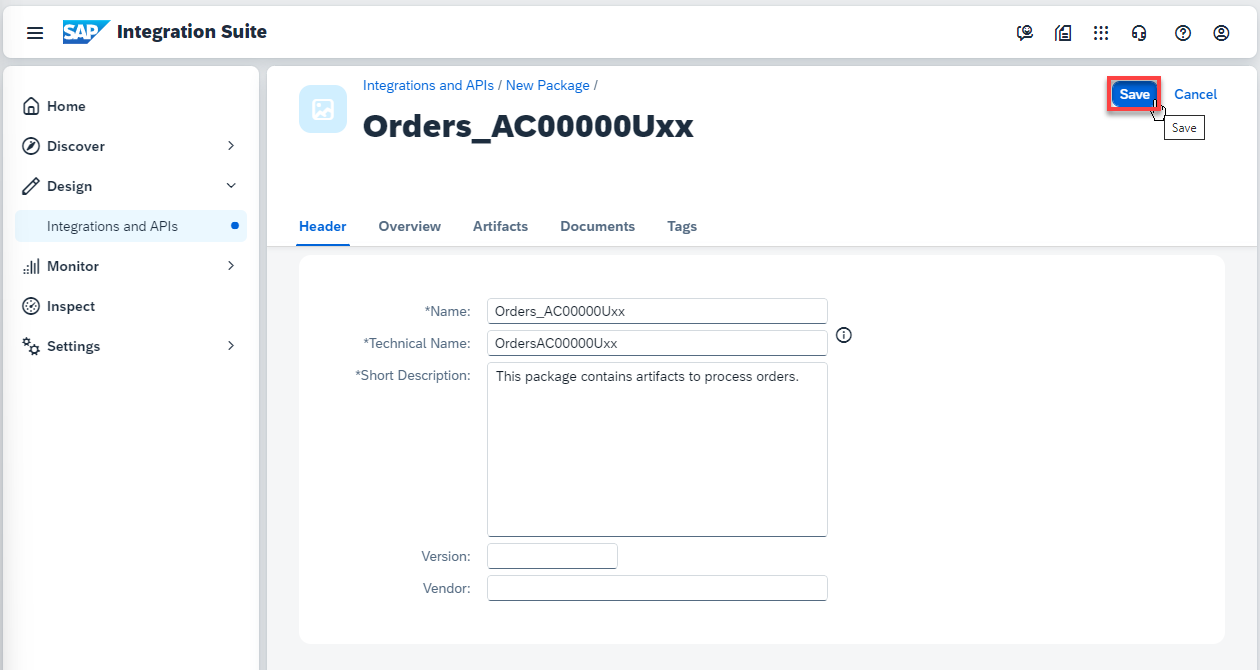 SAP Integration Suite
Home
Discover
Design
Integrations and APIs
Monitor
Inspect
Settings
Integrations and APIs / New Package /
Orders_AC00000Uxx
Save
Cancel
Save
Header
Overview
Artifacts
Documents
Tags
*Name: Orders_AC00000Uxx
*Technical Name: OrdersAC00000Uxx
*Short Description: This package contains artifacts to process orders.
Version:
Vendor: